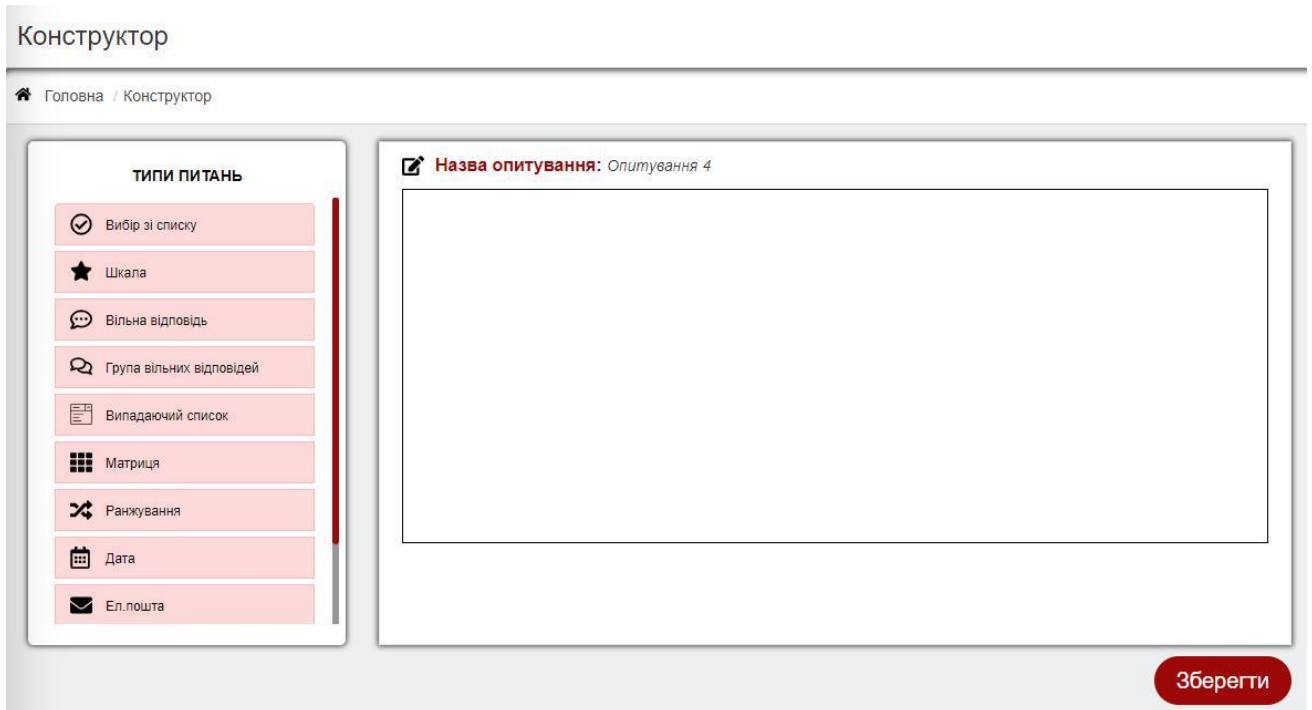 Конструктор
Головна / Конструктор
ТИПИ ПИТАНЬ
Вибір зі списку
Шкала
Вільна відповідь
Група вільних відповідей
Випадаючий список
Матриця
Ранжування
Дата
Ел.пошта
Назва опитування: Опитування 4
Зберегти